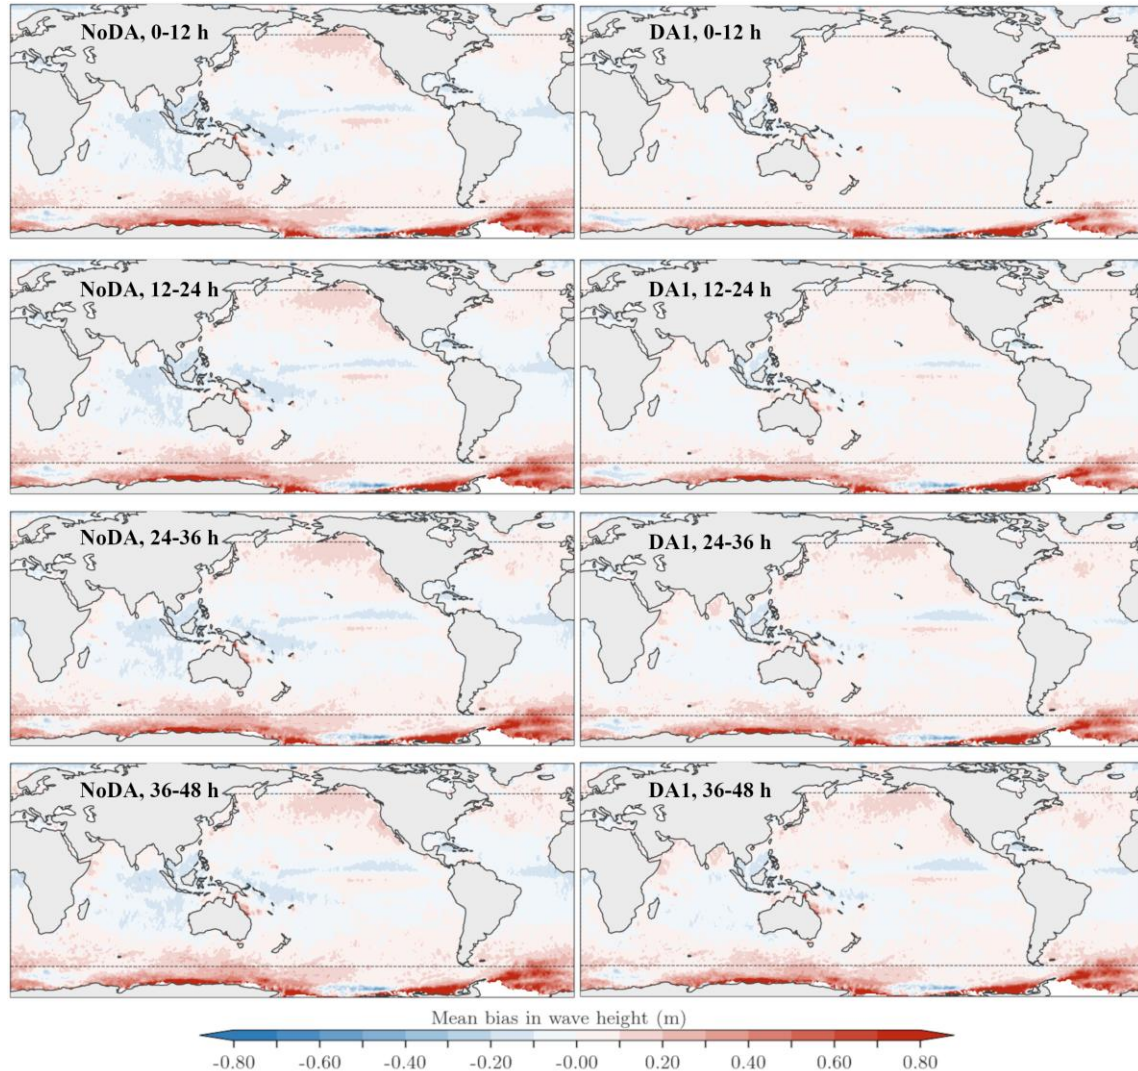 NoDA, 0-12 h
DA1, 0-12 h
NoDA, 12-24 h
DA1, 12-24 h
NoDA, 24-36 h
DA1, 24-36 h
NoDA, 36-48 h
DA1, 36-48 h
Mean bias in wave height (m)
-0.80 -0.60 -0.40 -0.20 -0.00 0.20 0.40 0.60 0.80